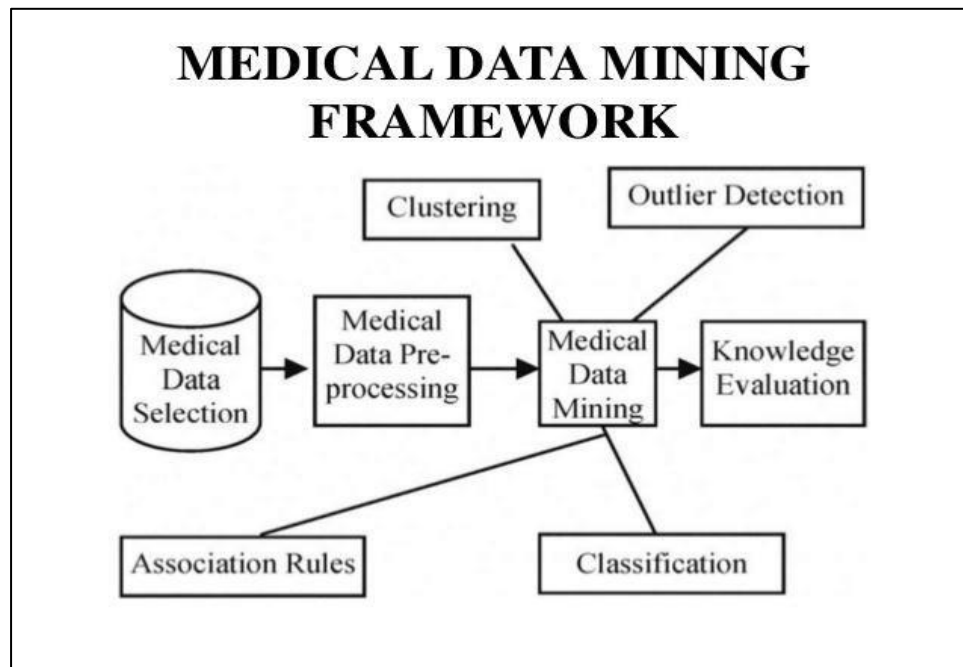 MEDICAL DATA MINING
FRAMEWORK
Clustering
Outlier Detection
Medical
Data
Selection
Medical
Data Pre-
processing
Medical
Data
Mining
Knowledge
Evaluation
Association Rules
Classification